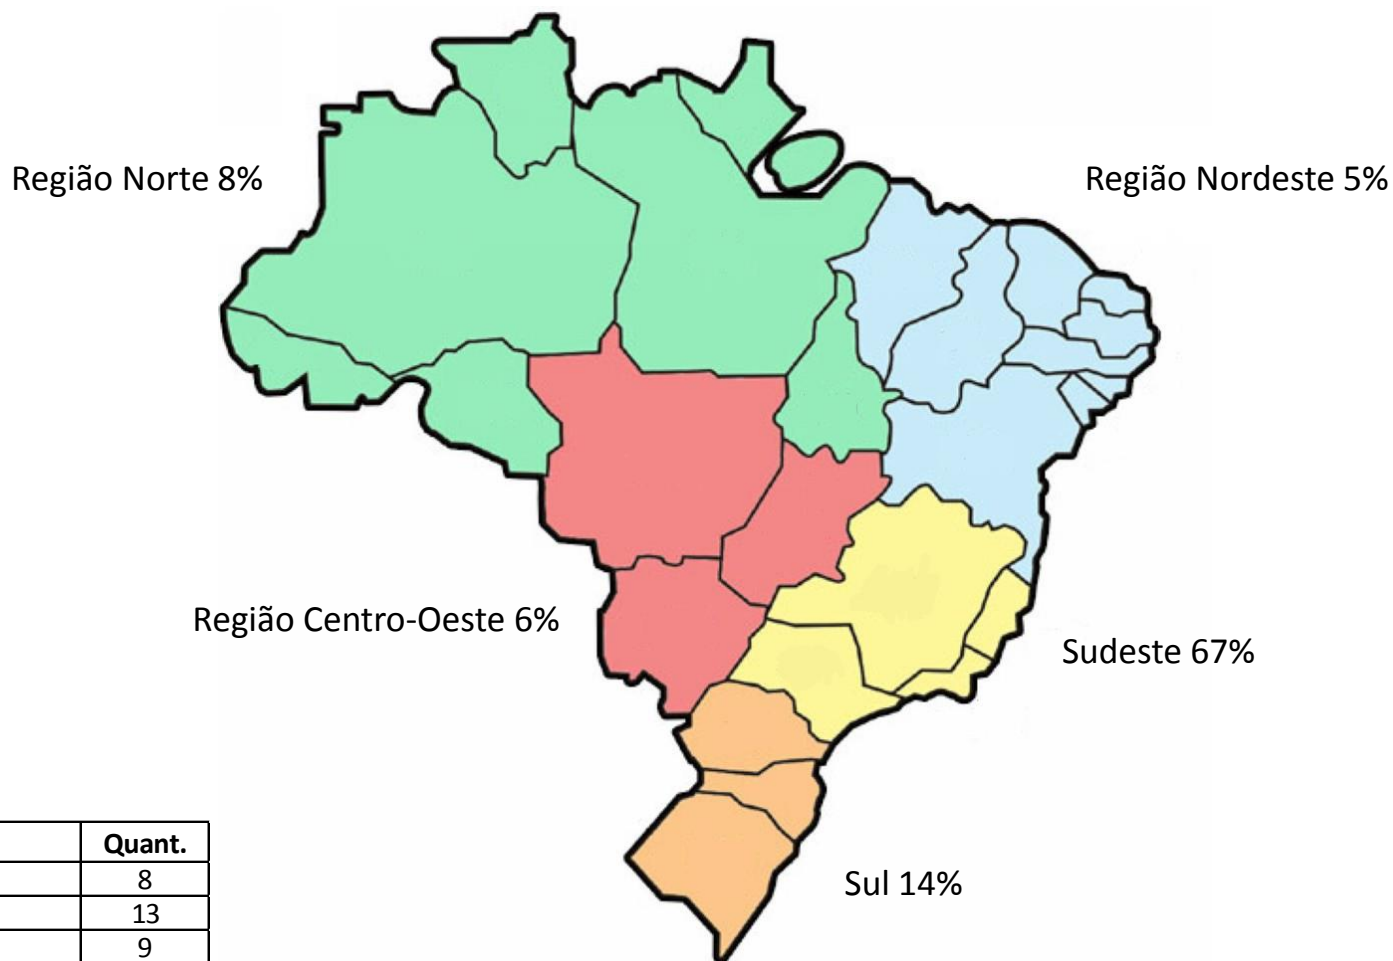 Região Norte 8%
Região Nordeste 5%
Região Centro-Oeste 6%
Sudeste 67%
Sul 14%
Quant.
8
13
9